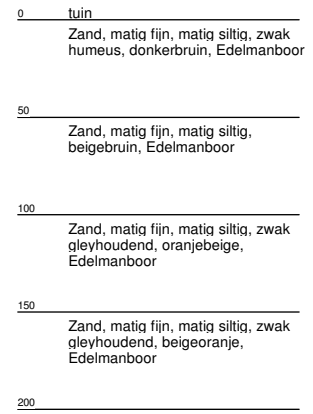 0 tuin
Zand, matig fijn, matig siltig, zwak
humeus, donkerbruin, Edelmanboor
50
Zand, matig fijn, matig siltig,
beigebruin, Edelmanboor
100
Zand, matig fijn, matig siltig, zwak
gleyhoudend, oranjebeige,
Edelmanboor
150
Zand, matig fijn, matig siltig, zwak
gleyhoudend, beigeoranje,
Edelmanboor
200